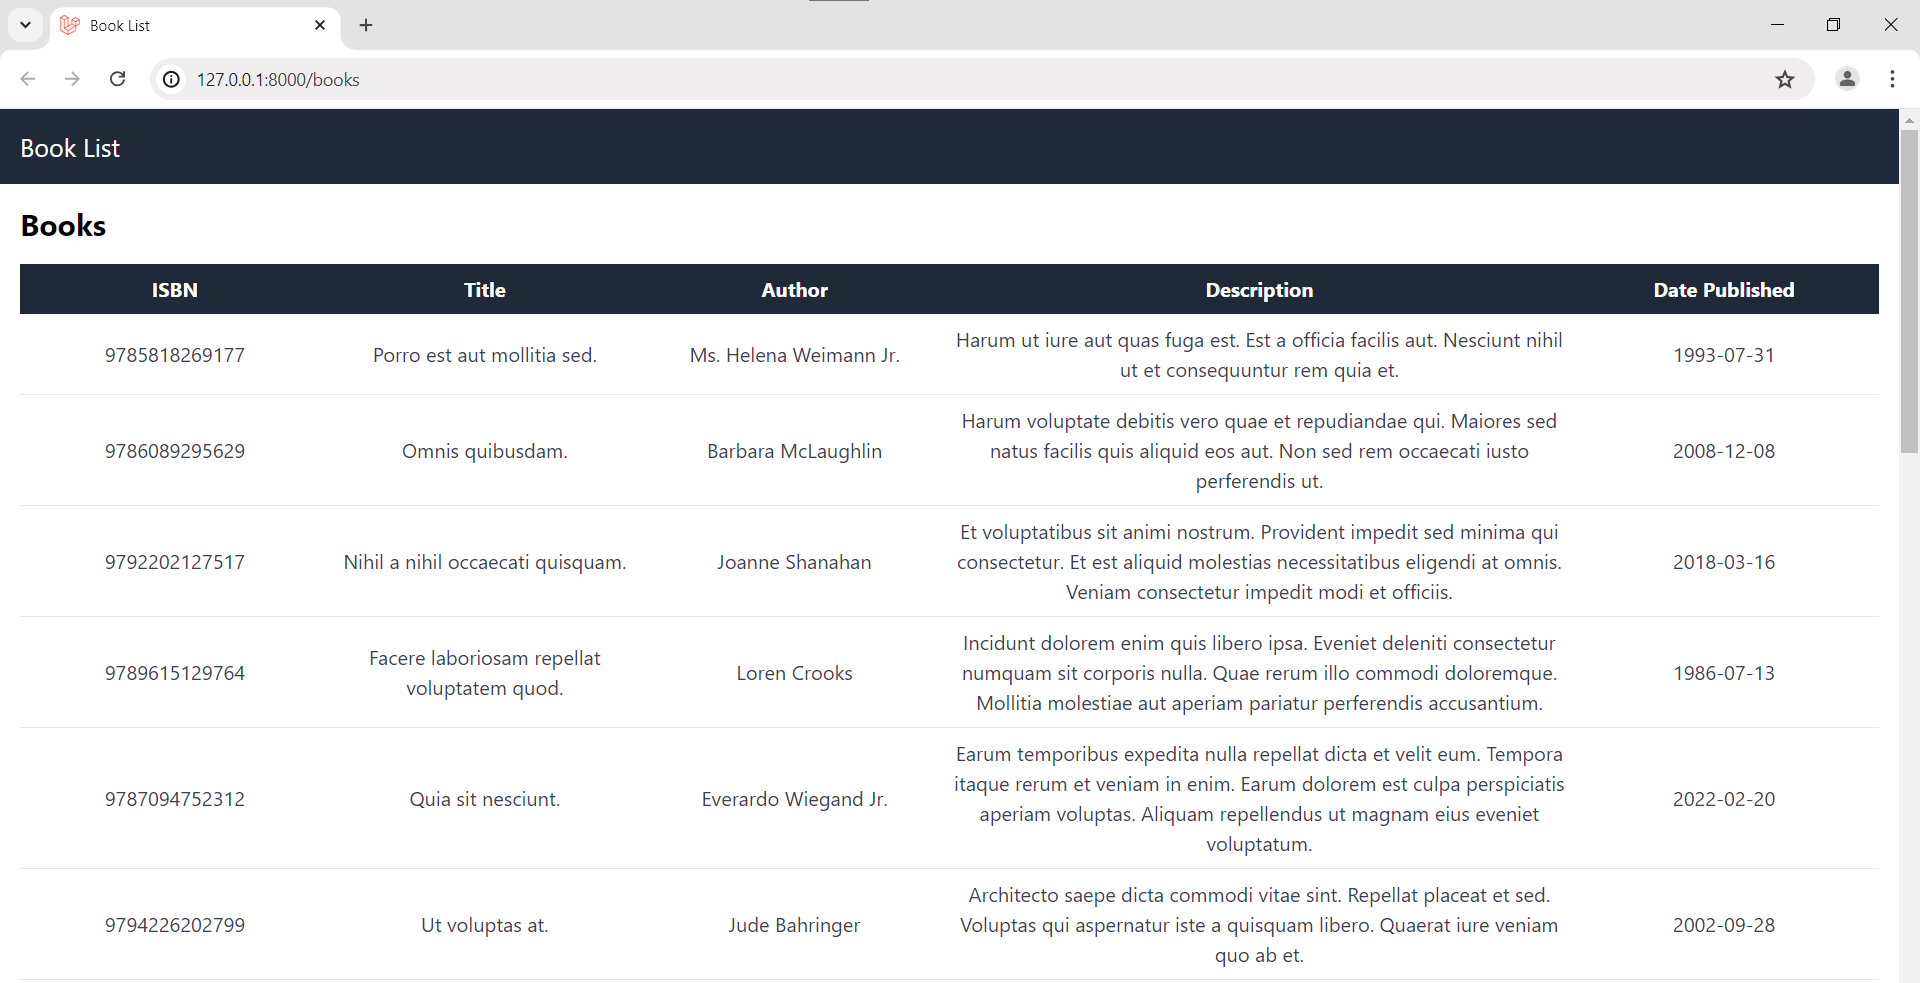 Book List
127.0.0.1:8000/books
Book List
Books
ISBN Title Author Description Date Published
9785818269177 Porro est aut mollitia sed. Ms. Helena Weimann Jr. Harum ut iure aut quas fuga est. Est a officia facilis aut. Nesciunt nihil
ut et consequuntur rem quia et. 1993-07-31
9786089295629 Omnis quibusdam. Barbara McLaughlin Harum voluptate debitis vero quae et repudiandae qui. Maiores sed
natus facilis quis aliquid eos aut. Non sed rem occaecati iusto
perferendis ut. 2008-12-08
9792202127517 Nihil a nihil occaecati quisquam. Joanne Shanahan Et voluptatibus sit animi nostrum. Provident impedit sed minima qui
consectetur. Et est aliquid molestias necessitatibus eligendi at omnis.
Veniam consectetur impedit modi et officiis. 2018-03-16
9789615129764 Facere laboriosam repellat
voluptatem quod. Loren Crooks Incidunt dolorem enim quis libero ipsa. Eveniet deleniti consectetur
numquam sit corporis nulla. Quae rerum illo commodi doloremque.
Mollitia molestiae aut aperiam pariatur perferendis accusantium. 1986-07-13
9787094752312 Quia sit nesciunt. Everardo Wiegand Jr. Earum temporibus expedita nulla repellat dicta et velit eum. Tempora
itaque rerum et veniam in enim. Earum dolorem est culpa perspiciatis
aperiam voluptas. Aliquam repellendus ut magnam eius eveniet
voluptatum. 2022-02-20
9794226202799 Ut voluptas at. Jude Bahringer Architecto saepe dicta commodi vitae sint. Repellat placeat et sed.
Voluptas qui aspernatur iste a quisquam libero. Quaerat iure veniam
quo ab et. 2002-09-28